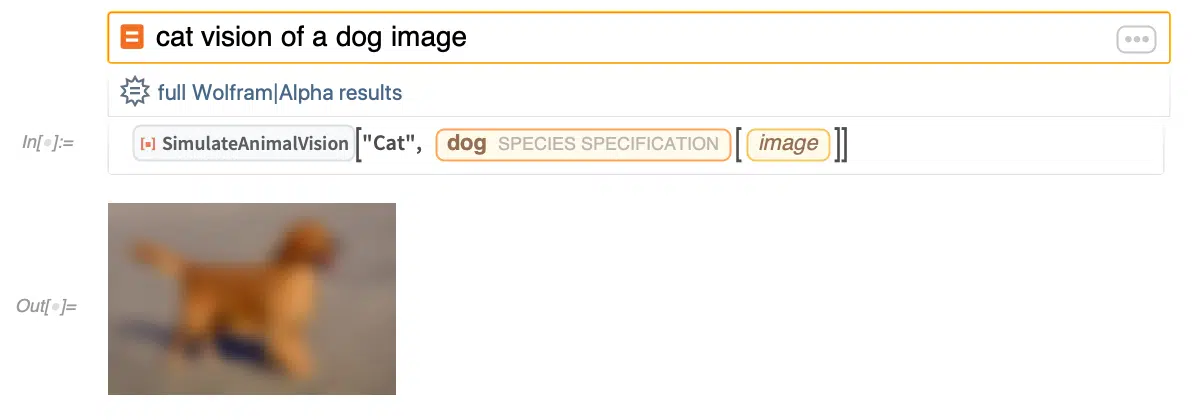 cat vision of a dog image
full Wolfram|Alpha results
In[•]:= SimulateAnimalVision["Cat", dog SPECIES SPECIFICATION [image]]
Out[•]=